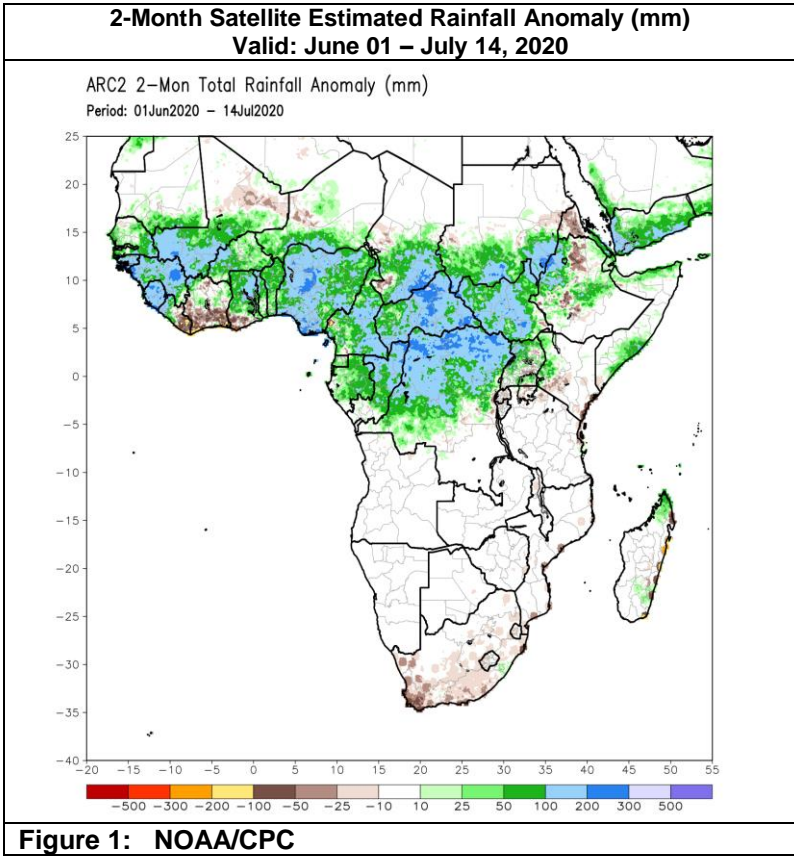 2-Month Satellite Estimated Rainfall Anomaly (mm)
Valid: June 01 – July 14, 2020
ARC2 2-Mon Total Rainfall Anomaly (mm)
Period: 01Jun2020 – 14Jul2020
25
20
15
10
5
0
-5
-10
-15
-20
-25
-30
-35
-40
-20 -15 -10 -5 0 5 10 15 20 25 30 35 40 45 50 55
-500 -300 -200 -100 -50 -25 -10 10 25 50 100 200 300 500
Figure 1: NOAA/CPC